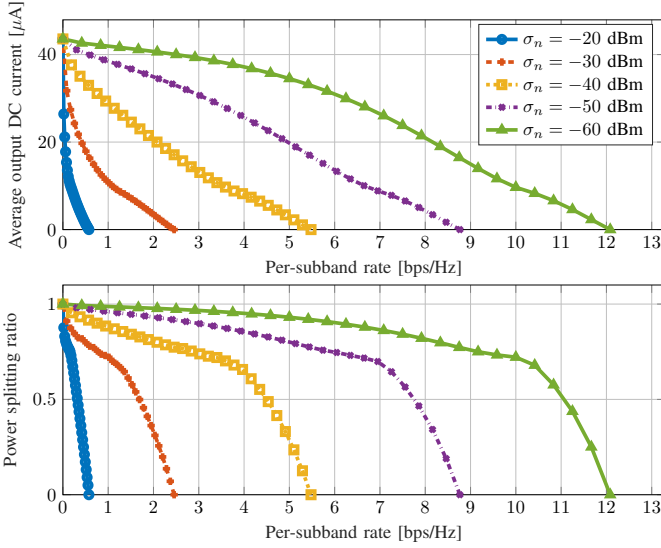 Average output DC current [μA]
40
20
0
σn = −20 dBm
σn = −30 dBm
σn = −40 dBm
σn = −50 dBm
σn = −60 dBm
0 1 2 3 4 5 6 7 8 9 10 11 12 13
Per-subband rate [bps/Hz]
Power splitting ratio
1
0.5
0
0 1 2 3 4 5 6 7 8 9 10 11 12 13
Per-subband rate [bps/Hz]